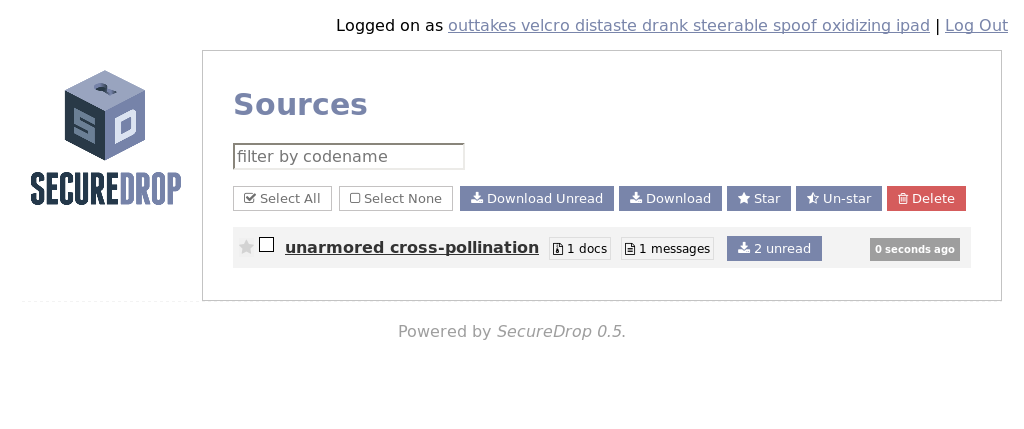 Logged on as outtakes velcro distaste drank steerable spoof oxidizing ipad | Log Out
SD
SECUREDROP
Sources
filter by codename
Select All Select None Download Unread Download Star Un-star Delete
unarmored cross-pollination 1 docs 1 messages 2 unread 0 seconds ago
Powered by SecureDrop 0.5.